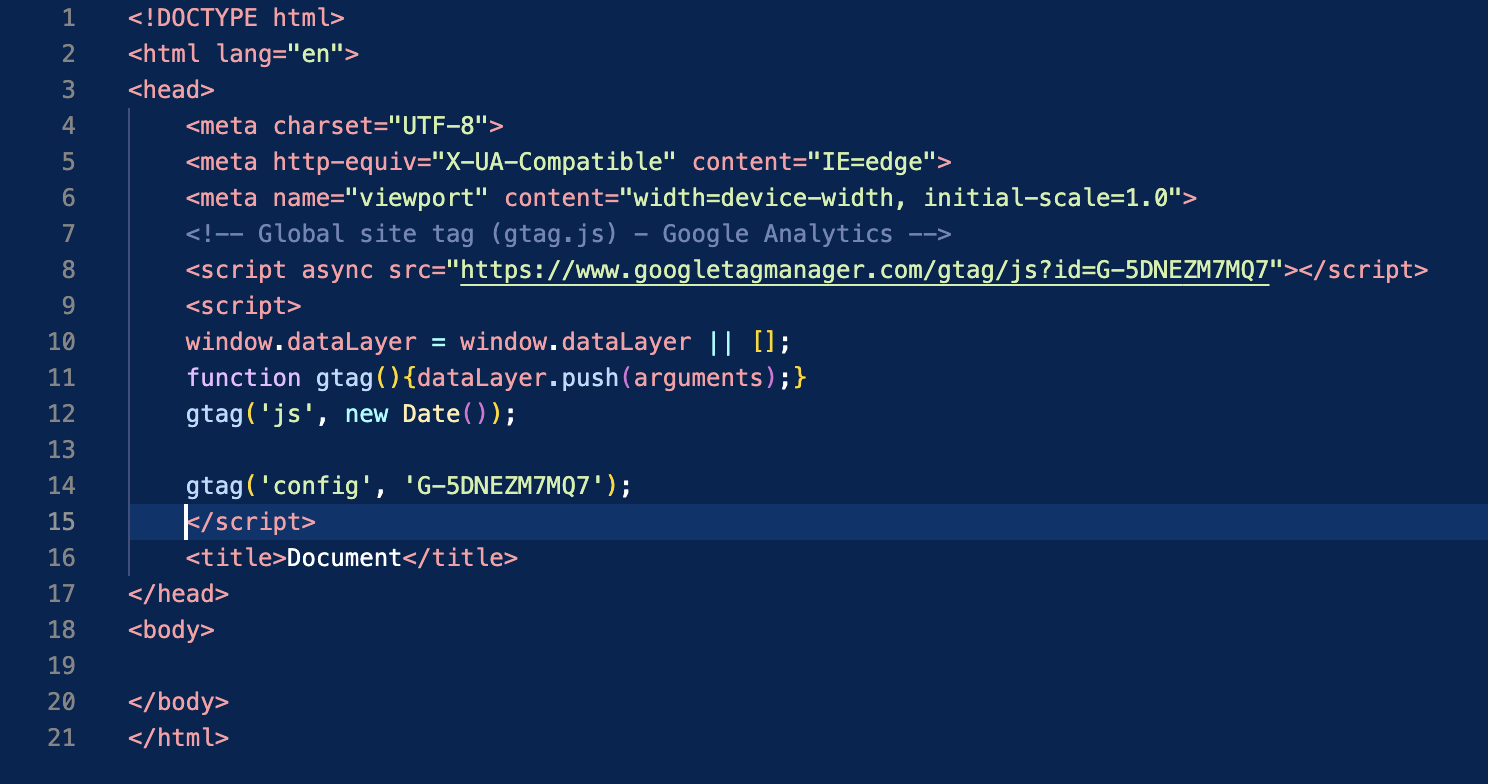 1 <!DOCTYPE html>
2 <html lang="en">
3 <head>
4 <meta charset="UTF-8">
5 <meta http-equiv="X-UA-Compatible" content="IE=edge">
6 <meta name="viewport" content="width=device-width, initial-scale=1.0">
7 <!-- Global site tag (gtag.js) - Google Analytics -->
8 <script async src="https://www.googletagmanager.com/gtag/js?id=G-5DNEZM7MQ7"></script>
9 <script>
10 window.dataLayer = window.dataLayer || [];
11 function gtag(){dataLayer.push(arguments);}
12 gtag('js', new Date());
13
14 gtag('config', 'G-5DNEZM7MQ7');
15 </script>
16 <title>Document</title>
17 </head>
18 <body>
19
20 </body>
21 </html>